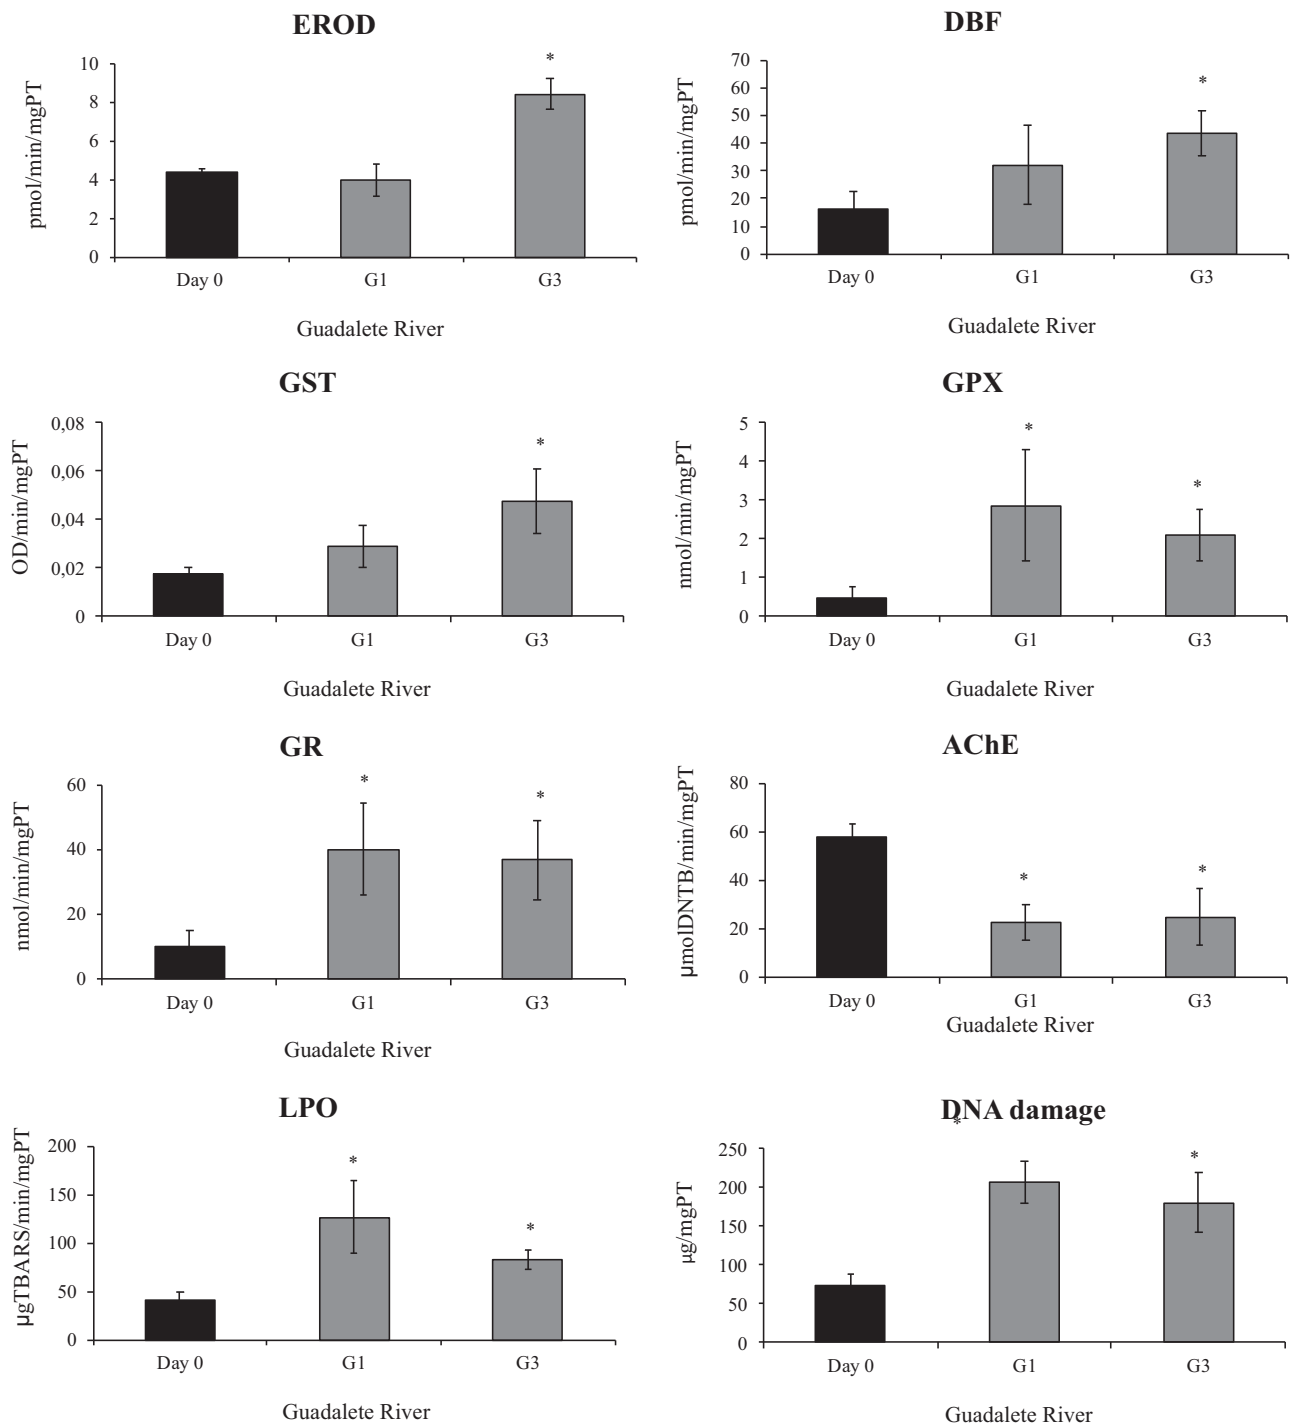 EROD
pmol/min/mgPT
10
8
6
4
2
0
*
Day 0 G1 G3
Guadalete River
DBF
pmol/min/mgPT
70
60
50
40
30
20
10
0
*
Day 0 G1 G3
Guadalete River
GST
OD/min/mgPT
0,08
0,06
0,04
0,02
0
*
Day 0 G1 G3
Guadalete River
GPX
nmol/min/mgPT
5
4
3
2
1
0
*
*
Day 0 G1 G3
Guadalete River
GR
nmol/min/mgPT
60
40
20
0
*
*
Day 0 G1 G3
Guadalete River
AChE
µmolDNTB/min/mgPT
80
60
40
20
0
*
*
Day 0 G1 G3
Guadalete River
LPO
µgTBARS/min/mgPT
200
150
100
50
0
*
*
Day 0 G1 G3
Guadalete River
DNA damage
*
µg/mgPT
250
200
150
100
50
0
*
Day 0 G1 G3
Guadalete River